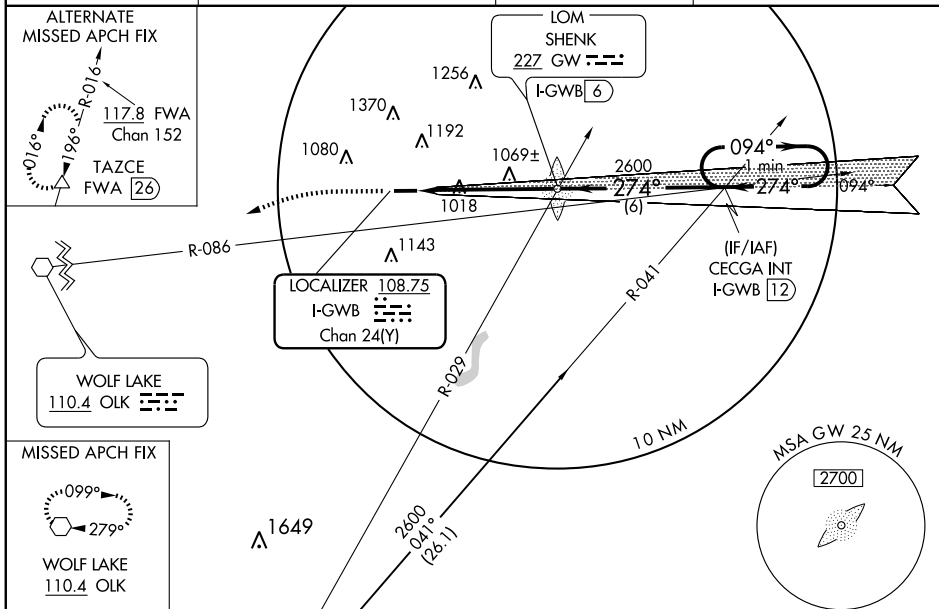 ALTERNATE
MISSED APCH FIX
R-016
117.8 FWA
Chan 152
016°
196°
TAZCE
FWA 26
LOM
SHENK
227 GW
I-GWB 6
1256
1370
1192
1080
1069±
1018
2600
274°
(6)
094°
1 min
274°
094°
(IF/IAF)
CECGA INT
I-GWB 12
R-086
1143
LOCALIZER 108.75
I-GWB
Chan 24(Y)
R-041
R-029
WOLF LAKE
110.4 OLK
10 NM
MISSED APCH FIX
099°
279°
WOLF LAKE
110.4 OLK
1649
2600
041°
(26.1)
MSA GW 25 NM
2700